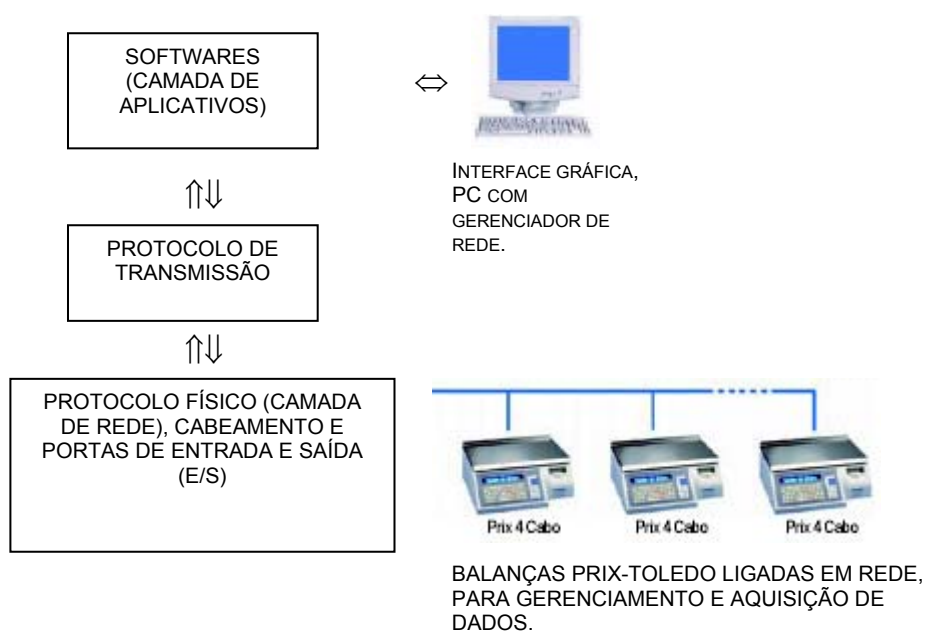 SOFTWARES
(CAMADA DE
APLICATIVOS)
⇔
INTERFACE GRÁFICA,
PC COM
GERENCIADOR DE
REDE.
⇑⇓
PROTOCOLO DE
TRANSMISSÃO
⇑⇓
PROTOCOLO FÍSICO (CAMADA
DE REDE), CABEAMENTO E
PORTAS DE ENTRADA E SAÍDA
(E/S)
Prix 4 Cabo
Prix 4 Cabo
Prix 4 Cabo
BALANÇAS PRIX-TOLEDO LIGADAS EM REDE,
PARA GERENCIAMENTO E AQUISIÇÃO DE
DADOS.